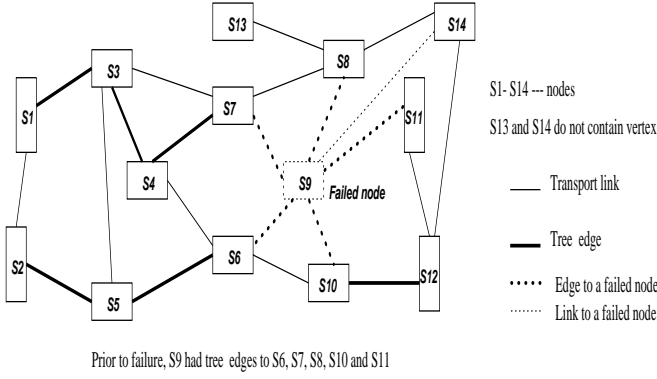 S13
S14
S8
S3
S1
S7
S11
S1- S14 --- nodes
S13 and S14 do not contain vertex
S4
S9
Failed node
Transport link
S2
S6
S10
S12
Tree edge
S5
Edge to a failed node
Link to a failed node
Prior to failure, S9 had tree edges to S6, S7, S8, S10 and S11